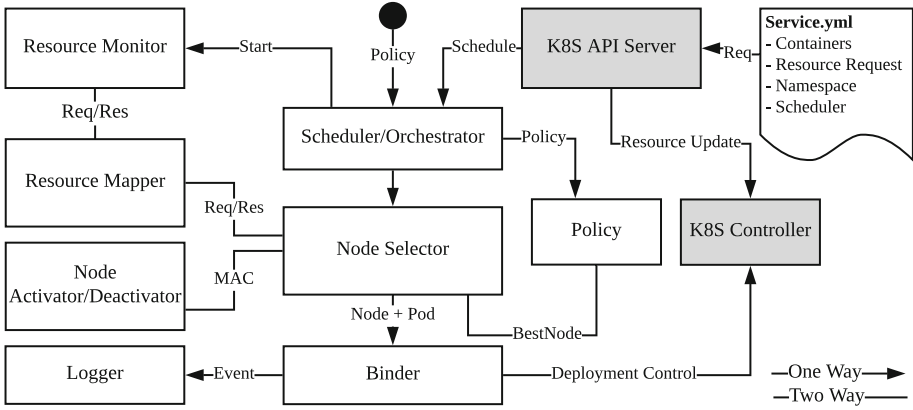 Resource Monitor
Start
Policy
Schedule
K8S API Server
Req
Service.yml
- Containers
- Resource Request
- Namespace
- Scheduler
Req/Res
Scheduler/Orchestrator
Policy
Resource Update
Resource Mapper
Req/Res
Node Selector
Policy
K8S Controller
Node
Activator/Deactivator
MAC
Node + Pod
BestNode
Logger
Event
Binder
Deployment Control
One Way
Two Way